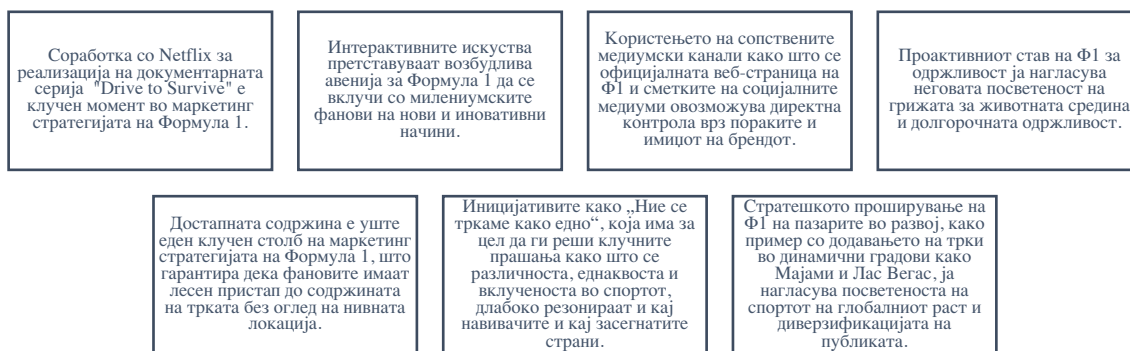 Соработка со Netflix за
реализација на документарната
серија "Drive to Survive" е
клучен момент во маркетинг
стратегијата на Формула 1.
Интерактивните искуства
претставуваат возбудлива
авенија за Формула 1 да се
вклучи со милениумските
фанови на нови и иновативни
начини.
Користењето на сопствените
медиумски канали како што се
официјалната веб-страница на
Ф1 и сметките на социјалните
медиуми овозможува директна
контрола врз пораките и
имиџот на брендот.
Проактивниот став на Ф1 за
одржливост ја нагласува
неговата посветеност на
грижата за животната средина
и долгорочната одржливост.
Достапната содржина е уште
еден клучен столб на маркетинг
стратегијата на Формула 1, што
гарантира дека фановите имаат
лесен пристап до содржината
на трката без оглед на нивната
локација.
Иницијативите како „Ние се
тркаме како едно“, која има за
цел да ги реши клучните
прашања како што се
различноста, еднаквоста и
вклученоста во спортот,
длабоко резонираат и кај
навивачите и кај засегнатите
страни.
Стратешкото проширување на
Ф1 на пазарите во развој, како
пример со додавањето на трки
во динамични градови како
Мајами и Лас Вегас, ја
нагласува посветеноста на
спортот на глобалниот раст и
диверзификацијата на
публиката.